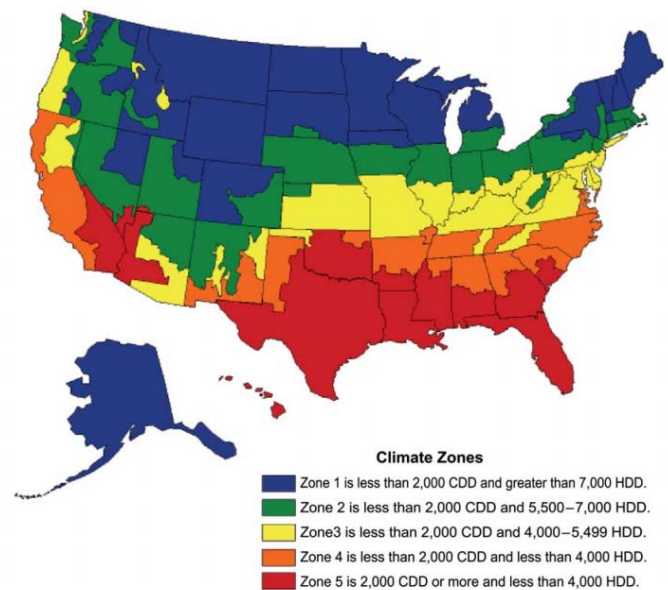 Climate Zones
Zone 1 is less than 2,000 CDD and greater than 7,000 HDD.
Zone 2 is less than 2,000 CDD and 5,500–7,000 HDD.
Zone3 is less than 2,000 CDD and 4,000–5,499 HDD.
Zone 4 is less than 2,000 CDD and less than 4,000 HDD.
Zone 5 is 2,000 CDD or more and less than 4,000 HDD.